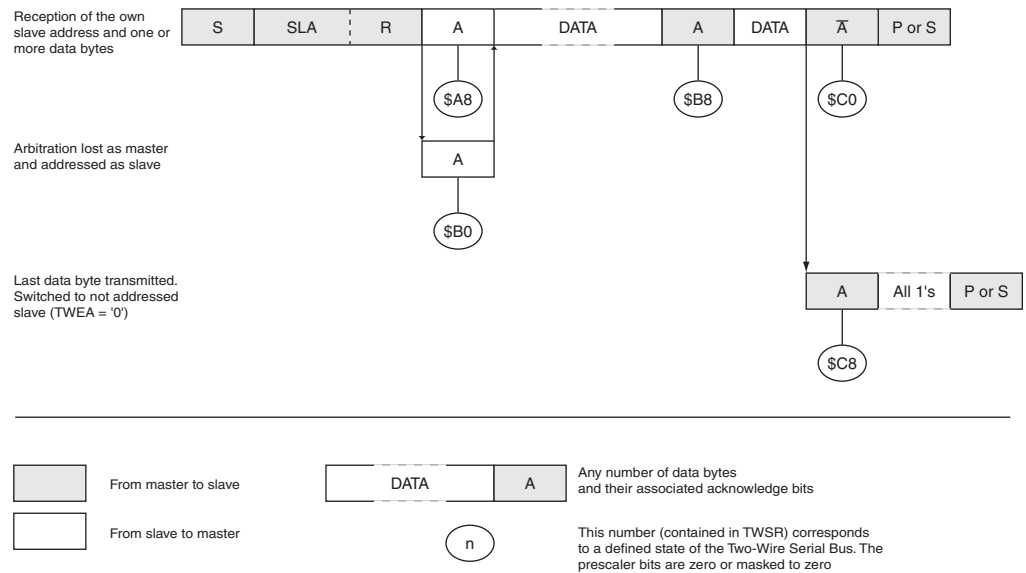 Reception of the own
slave address and one or
more data bytes
S SLA R A DATA A DATA A̅ P or S
$A8 $B8 $C0
Arbitration lost as master
and addressed as slave
A
$B0
Last data byte transmitted.
Switched to not addressed
slave (TWEA = '0')
A All 1's P or S
$C8
From master to slave
DATA A
Any number of data bytes
and their associated acknowledge bits
From slave to master
n
This number (contained in TWSR) corresponds
to a defined state of the Two-Wire Serial Bus. The
prescaler bits are zero or masked to zero